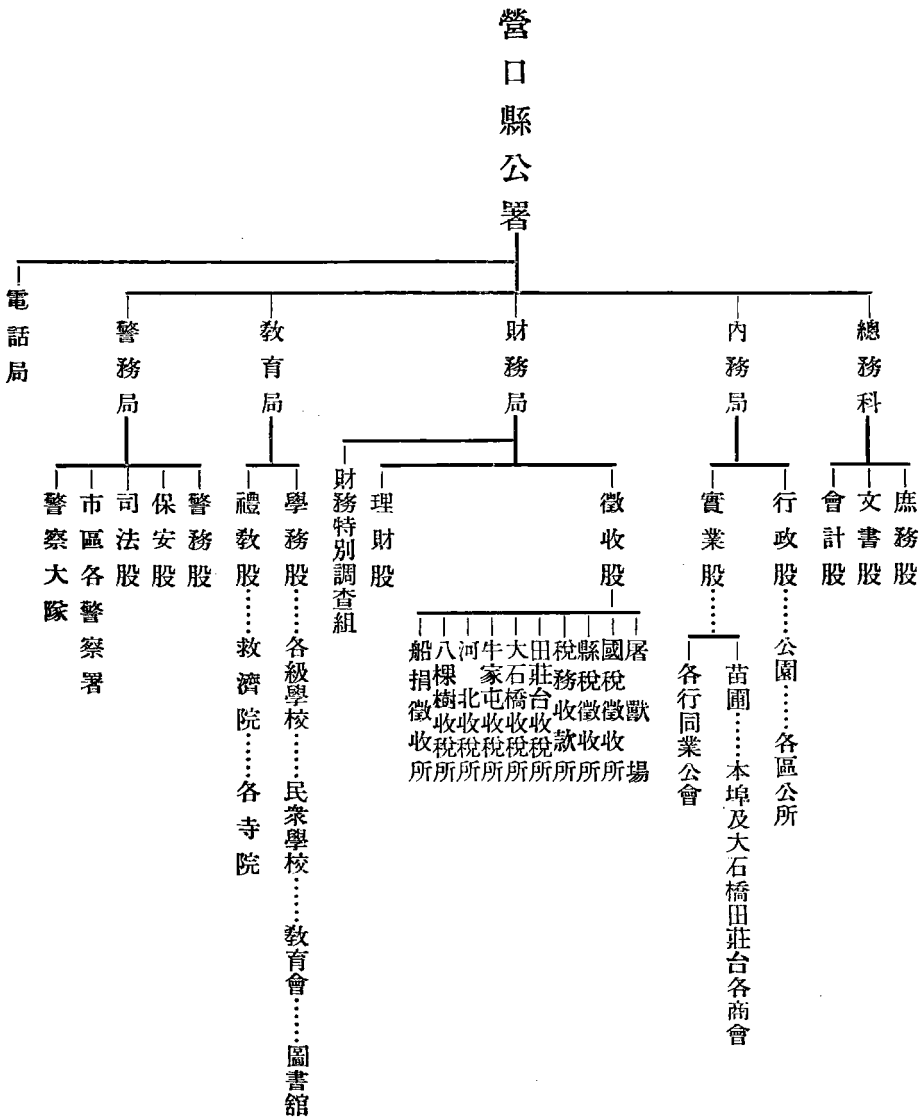 營口縣公署
總務科
庶務股
文書股
會計股
內務局
行政股……公園……各區公所
實業股……
苗圃……本埠及大石橋田莊台各商會
各行同業公會
財務局
徵收股
屠獸場
國稅徵收所
縣稅徵收所
稅務收款所
田莊台收稅所
大石橋收稅所
牛家屯收稅所
河北收稅所
八棵樹收稅所
船捐徵收所
理財股
財務特別調查組
教育局
學務股……各級學校……民衆學校……教育會……圖書館
禮教股……救濟院……各寺院
警務局
警務股
保安股
司法股
市區各警察署
警察大隊
電話局